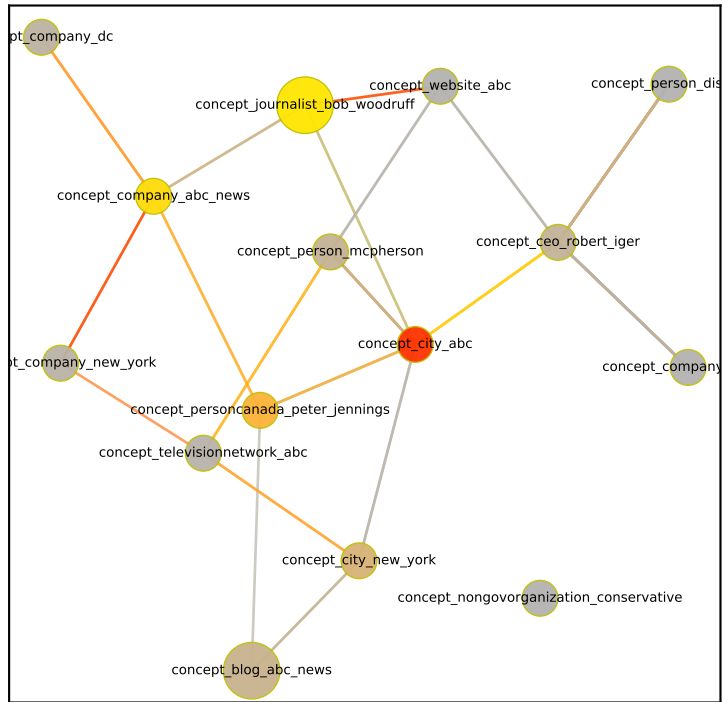 pt_company_dc
concept_website_abc
concept_person_dis
concept_journalist_bob_woodruff
concept_company_abc_news
concept_ceo_robert_iger
concept_person_mcpherson
concept_city_abc
pt_company_new_york
concept_company
concept_personcanada_peter_jennings
concept_televisionnetwork_abc
concept_city_new_york
concept_nongovorganization_conservative
concept_blog_abc_news